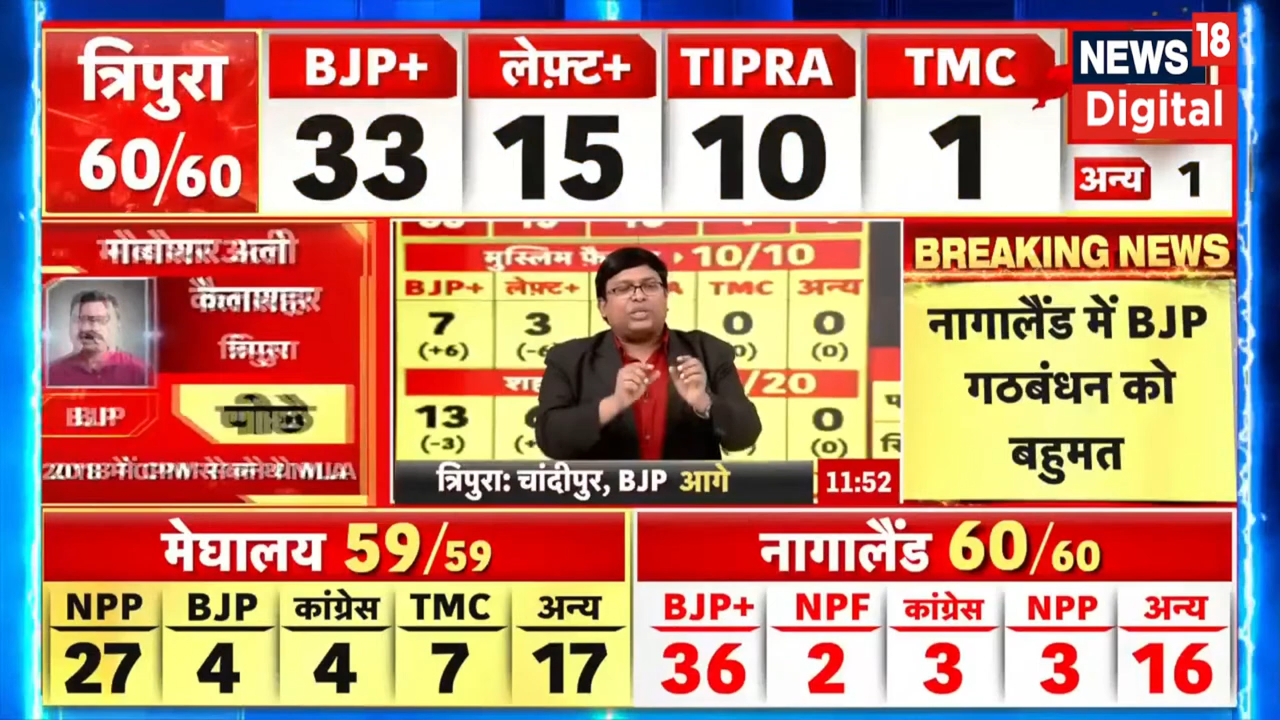 त्रिपुरा
60/60
BJP+ लेफ़्ट+ TIPRA TMC
33 15 10 1
NEWS 18
Digital
अन्य 1
BJP
मुस्लिम 10/10
BJP+ लेफ़्ट+ TMC अन्य
7 3 0 0
(+6) (0)
/20
13 0
(-3) (0)
त्रिपुरा: चांदीपुर, BJP आगे
11:52
BREAKING NEWS
नागालैंड में BJP
गठबंधन को
बहुमत
मेघालय 59/59
NPP BJP कांग्रेस TMC अन्य
27 4 4 7 17
नागालैंड 60/60
BJP+ NPF कांग्रेस NPP अन्य
36 2 3 3 16